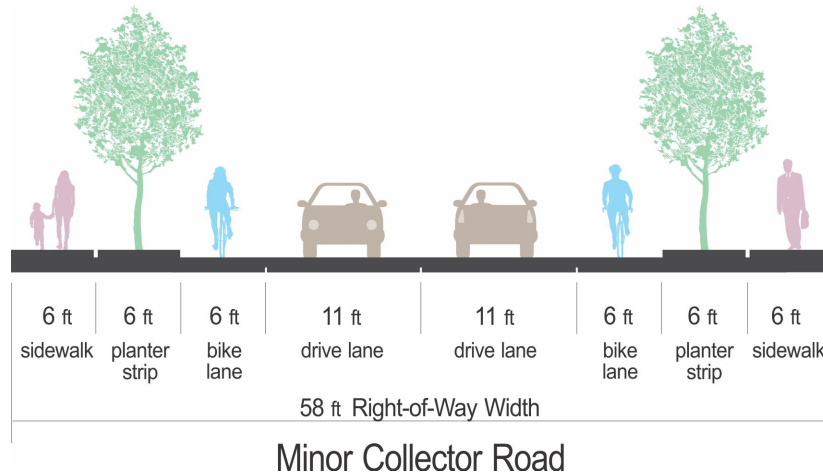 6 ft 6 ft 6 ft 11 ft 11 ft 6 ft 6 ft 6 ft
sidewalk planter strip bike lane drive lane drive lane bike lane planter strip sidewalk
58 ft Right-of-Way Width
Minor Collector Road